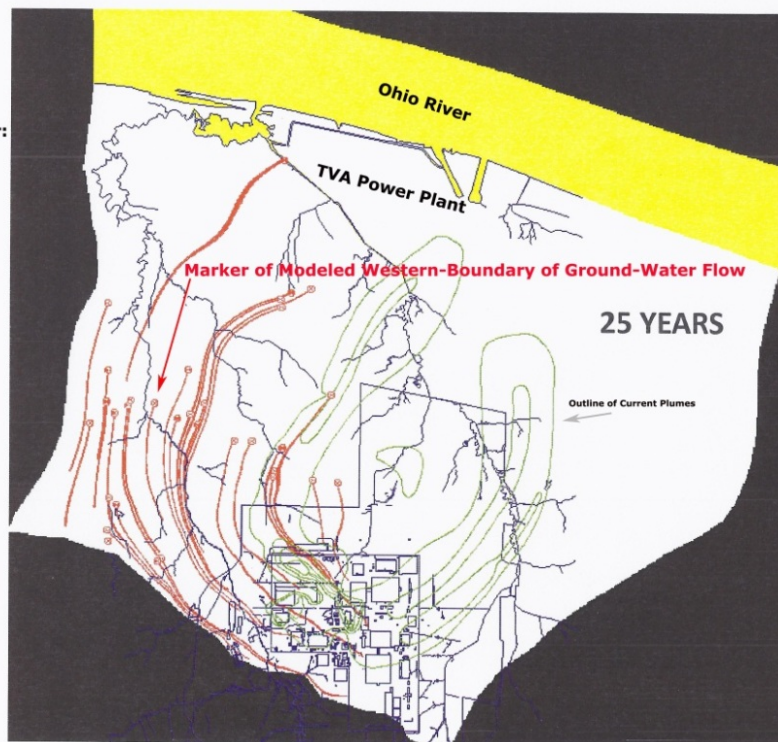 Ohio River
TVA Power Plant
Marker of Modeled Western-Boundary of Ground-Water Flow
25 YEARS
Outline of Current Plumes